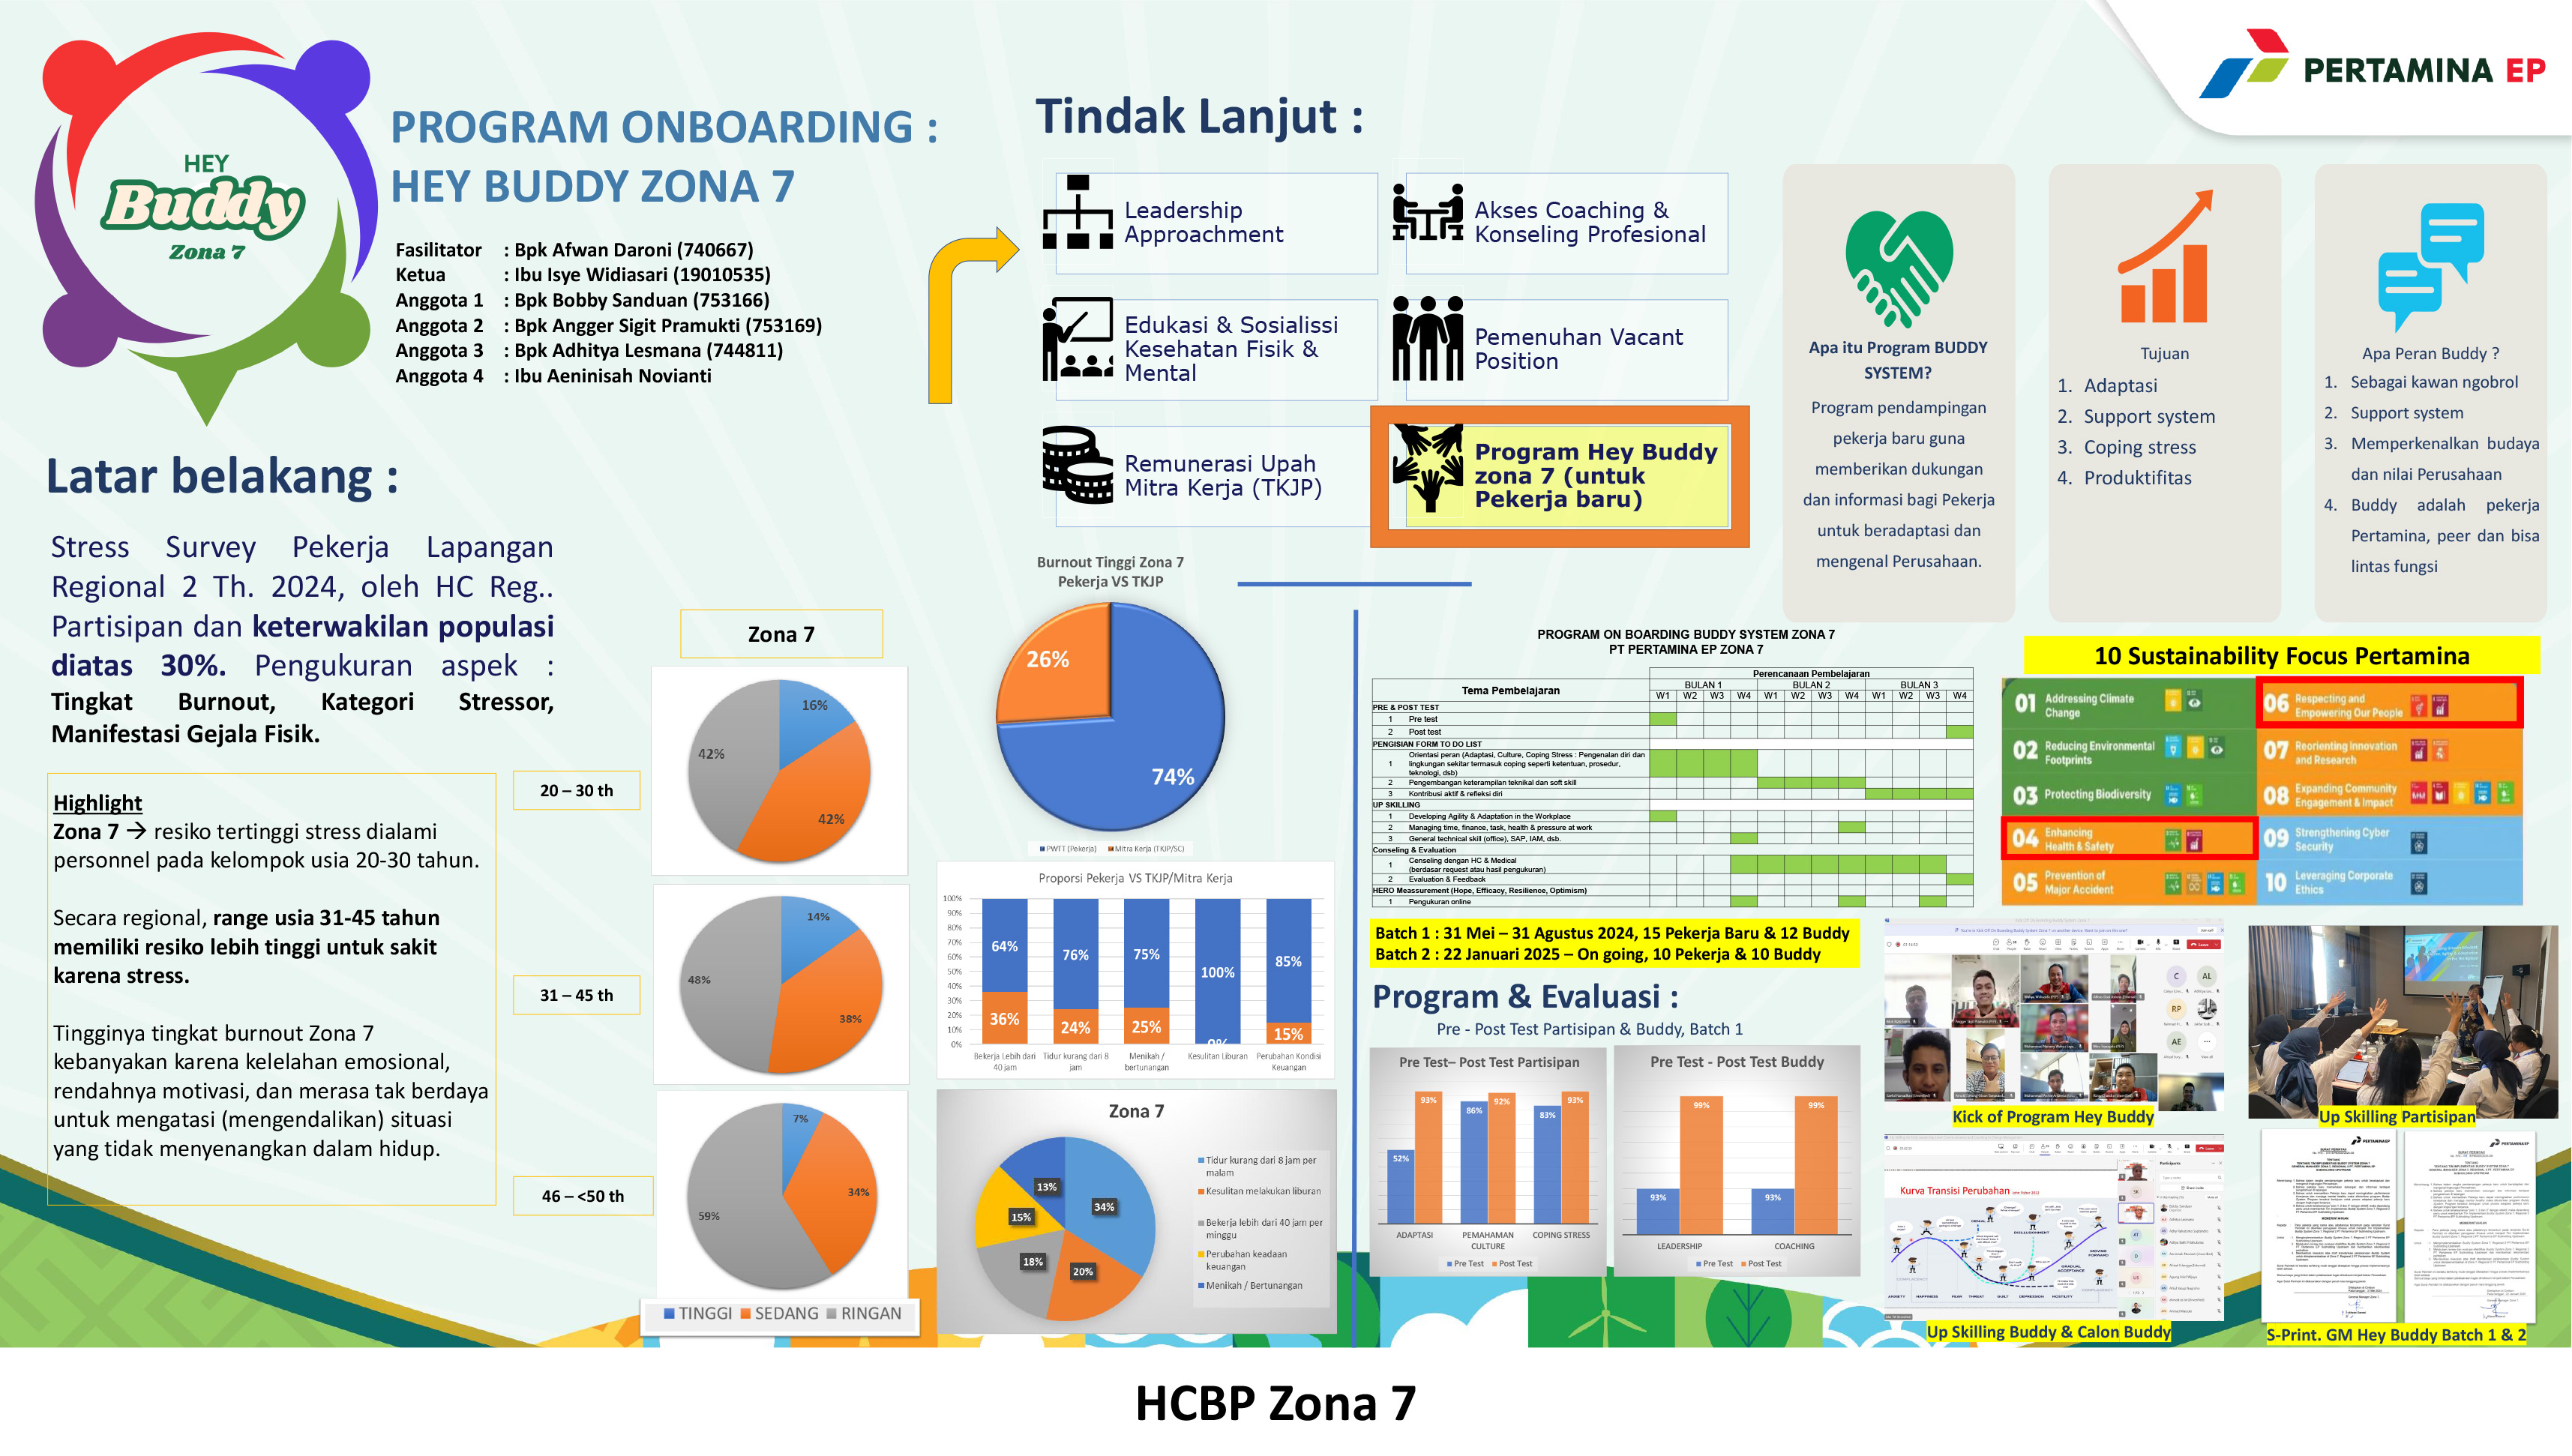 HEY
Buddy
Zona 7
PROGRAM ONBOARDING :
HEY BUDDY ZONA 7
Fasilitator : Bpk Afwan Daroni (740667)
Ketua : Ibu Isye Widiasari (19010535)
Anggota 1 : Bpk Bobby Sanduan (753166)
Anggota 2 : Bpk Angger Sigit Pramukti (753169)
Anggota 3 : Bpk Adhitya Lesmana (744811)
Anggota 4 : Ibu Aeninisah Novianti
Latar belakang :
Stress Survey Pekerja Lapangan
Regional 2 Th. 2024, oleh HC Reg..
Partisipan dan keterwakilan populasi
diatas 30%. Pengukuran aspek :
Tingkat Burnout, Kategori Stressor,
Manifestasi Gejala Fisik.
Highlight
Zona 7 → resiko tertinggi stress dialami
personnel pada kelompok usia 20-30 tahun.
Secara regional, range usia 31-45 tahun
memiliki resiko lebih tinggi untuk sakit
karena stress.
Tingginya tingkat burnout Zona 7
kebanyakan karena kelelahan emosional,
rendahnya motivasi, dan merasa tak berdaya
untuk mengatasi (mengendalikan) situasi
yang tidak menyenangkan dalam hidup.
Zona 7
20 – 30 th
16%
42%
42%
31 – 45 th
14%
48%
38%
46 – <50 th
7%
34%
59%
TINGGI SEDANG RINGAN
Tindak Lanjut :
Leadership
Approachment
Akses Coaching &
Konseling Profesional
Edukasi & Sosialissi
Kesehatan Fisik &
Mental
Pemenuhan Vacant
Position
Remunerasi Upah
Mitra Kerja (TKJP)
Program Hey Buddy
zona 7 (untuk
Pekerja baru)
Burnout Tinggi Zona 7
Pekerja VS TKJP
26%
74%
PWTT (Pekerja) Mitra Kerja (TKJP/SC)
Proporsi Pekerja VS TKJP/Mitra Kerja
100%
90%
80%
70%
60%
50%
40%
30%
20%
10%
0%
64% 76% 75% 100% 85%
36% 24% 25% 0% 15%
Bekerja Lebih dari 40 jam
Tidur kurang dari 8 jam
Menikah / bertunangan
Kesulitan Liburan
Perubahan Kondisi Keuangan
Zona 7
13%
34%
15%
18%
20%
Tidur kurang dari 8 jam per
malam
Kesulitan melakukan liburan
Bekerja lebih dari 40 jam per
minggu
Perubahan keadaan
keuangan
Menikah / Bertunangan
PERTAMINA EP
Apa itu Program BUDDY
SYSTEM?
Program pendampingan
pekerja baru guna
memberikan dukungan
dan informasi bagi Pekerja
untuk beradaptasi dan
mengenal Perusahaan.
Tujuan
1. Adaptasi
2. Support system
3. Coping stress
4. Produktifitas
Apa Peran Buddy ?
1. Sebagai kawan ngobrol
2. Support system
3. Memperkenalkan budaya
dan nilai Perusahaan
4. Buddy adalah pekerja
Pertamina, peer dan bisa
lintas fungsi
PROGRAM ON BOARDING BUDDY SYSTEM ZONA 7
PT PERTAMINA EP ZONA 7
Tema Pembelajaran
Perencanaan Pembelajaran
BULAN 1 BULAN 2 BULAN 3
W1 W2 W3 W4 W1 W2 W3 W4 W1 W2 W3 W4
PRE & POST TEST
1 Pre test
2 Post test
PENGISIAN FORM TO DO LIST
1 Orientasi peran (Adaptasi, Culture, Coping Stress : Pengenalan diri dan
lingkungan sekitar termasuk coping seperti ketentuan, prosedur,
teknologi, dsb)
2 Pengembangan keterampilan teknikal dan soft skill
3 Kontribusi aktif & refleksi diri
UP SKILLING
1 Developing Agility & Adaptation in the Workplace
2 Managing time, finance, task, health & pressure at work
3 General technical skill (office), SAP, IAM, dsb.
Conseling & Evaluation
1 Conseling dengan HC & Medical
(berdasar request atau hasil pengukuran)
2 Evaluation & Feedback
HERO Meassurement (Hope, Efficacy, Resilience, Optimism)
1 Pengukuran online
10 Sustainability Focus Pertamina
01 Addressing Climate
Change
02 Reducing Environmental
Footprints
03 Protecting Biodiversity
04 Enhancing
Health & Safety
05 Prevention of
Major Accident
06 Respecting and
Empowering Our People
07 Reorienting Innovation
and Research
08 Expanding Community
Engagement & Impact
09 Strengthening Cyber
Security
10 Leveraging Corporate
Ethics
Batch 1 : 31 Mei – 31 Agustus 2024, 15 Pekerja Baru & 12 Buddy
Batch 2 : 22 Januari 2025 – On going, 10 Pekerja & 10 Buddy
Program & Evaluasi :
Pre - Post Test Partisipan & Buddy, Batch 1
Pre Test– Post Test Partisipan
52% 93% 86% 92% 83% 93%
ADAPTASI PEMAHAMAN CULTURE COPING STRESS
Pre Test Post Test
Pre Test - Post Test Buddy
93% 99% 93% 99%
LEADERSHIP COACHING
Pre Test Post Test
Kick of Program Hey Buddy
Up Skilling Partisipan
Kurva Transisi Perubahan
Up Skilling Buddy & Calon Buddy
S-Print. GM Hey Buddy Batch 1 & 2
HCBP Zona 7